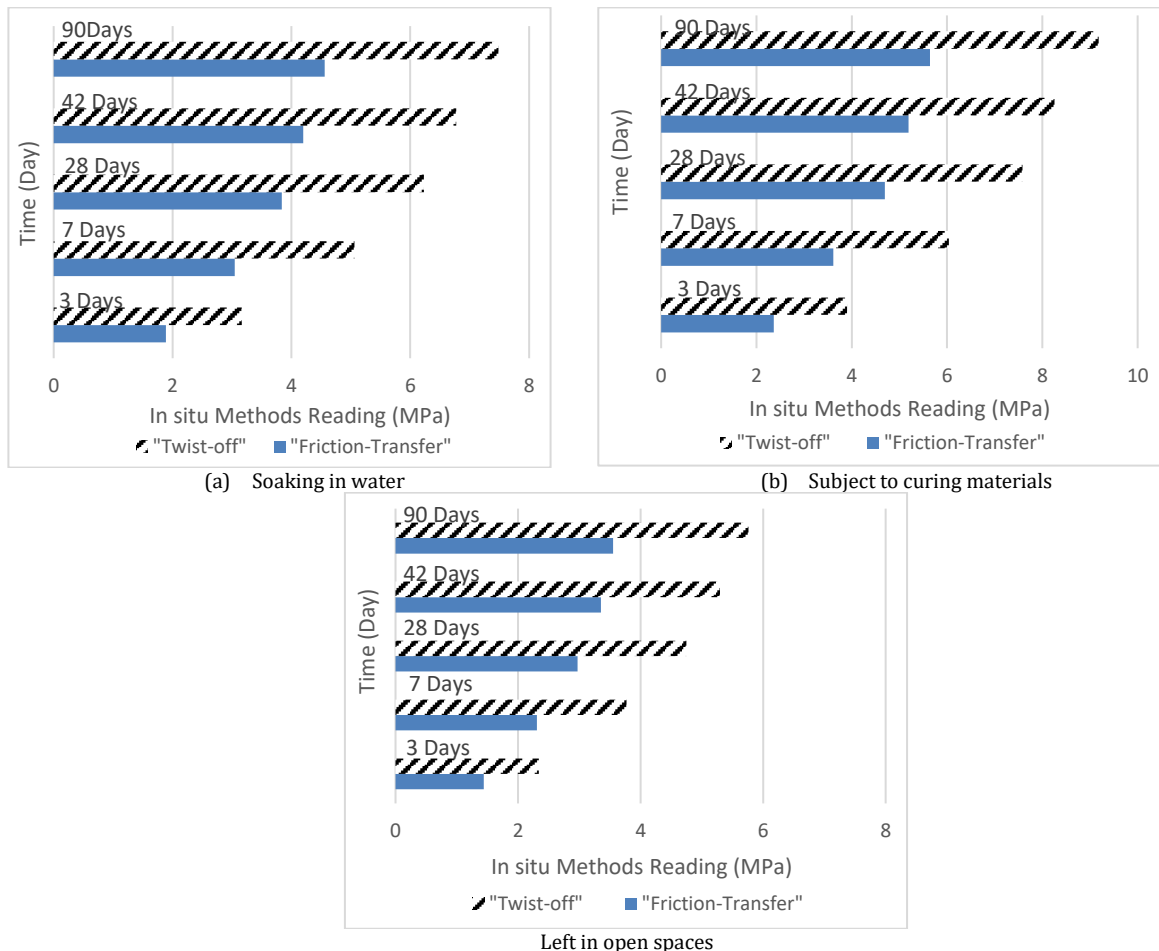 90Days
42 Days
28 Days
7 Days
3 Days
Time (Day)
0 2 4 6 8
In situ Methods Reading (MPa)
"Twist-off" "Friction-Transfer"
(a) Soaking in water
90 Days
42 Days
28 Days
7 Days
3 Days
Time (Day)
0 2 4 6 8 10
In situ Methods Reading (MPa)
"Twist-off" "Friction-Transfer"
(b) Subject to curing materials
90 Days
42 Days
28 Days
7 Days
3 Days
Time (Day)
0 2 4 6 8
In situ Methods Reading (MPa)
"Twist-off" "Friction-Transfer"
Left in open spaces